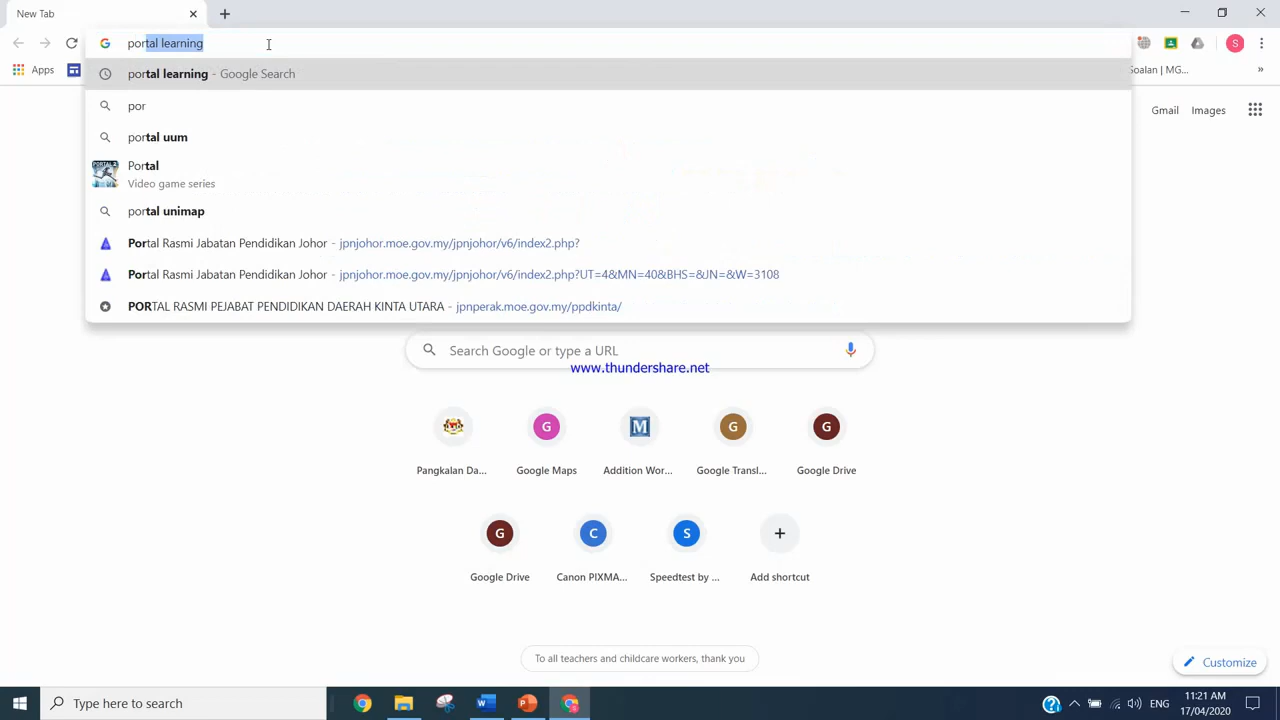 New Tab
portal learning
portal learning - Google Search
Apps
Soalan | MG...
por
Gmail
Images
portal uum
Portal
Video game series
portal unimap
Portal Rasmi Jabatan Pendidikan Johor - jpnjohor.moe.gov.my/jpnjohor/v6/index2.php?
Portal Rasmi Jabatan Pendidikan Johor - jpnjohor.moe.gov.my/jpnjohor/v6/index2.php?UT=4&MN=40&BHS=&JN=&W=3108
PORTAL RASMI PEJABAT PENDIDIKAN DAERAH KINTA UTARA - jpnperak.moe.gov.my/ppdkinta/
Search Google or type a URL
www.thundershare.net
Pangkalan Da...
Google Maps
Addition Wor...
Google Transl...
Google Drive
Google Drive
Canon PIXMA...
Speedtest by ...
Add shortcut
To all teachers and childcare workers, thank you
Customize
Type here to search
ENG
11:21 AM
17/04/2020